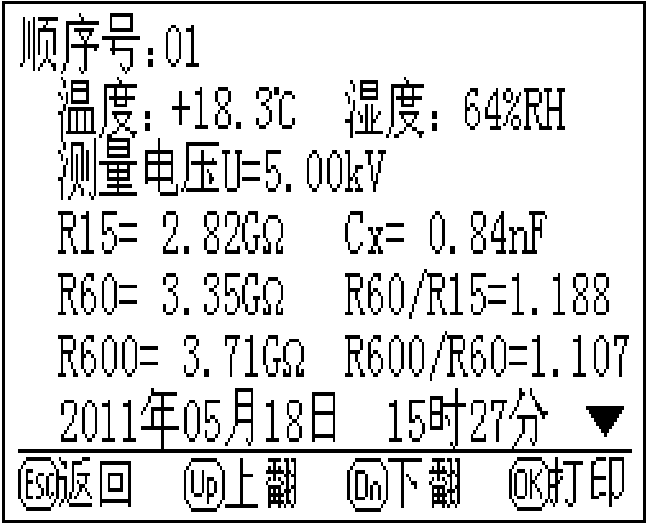 顺序号:01
温度: +18.3℃ 湿度: 64%RH
测量电压U=5.00kV
R15= 2.82GΩ Cx= 0.84nF
R60= 3.35GΩ R60/R15=1.188
R600= 3.71GΩ R600/R60=1.107
2011年05月18日 15时27分 ▼
Esc返回 Up上翻 Dn下翻 OK打印